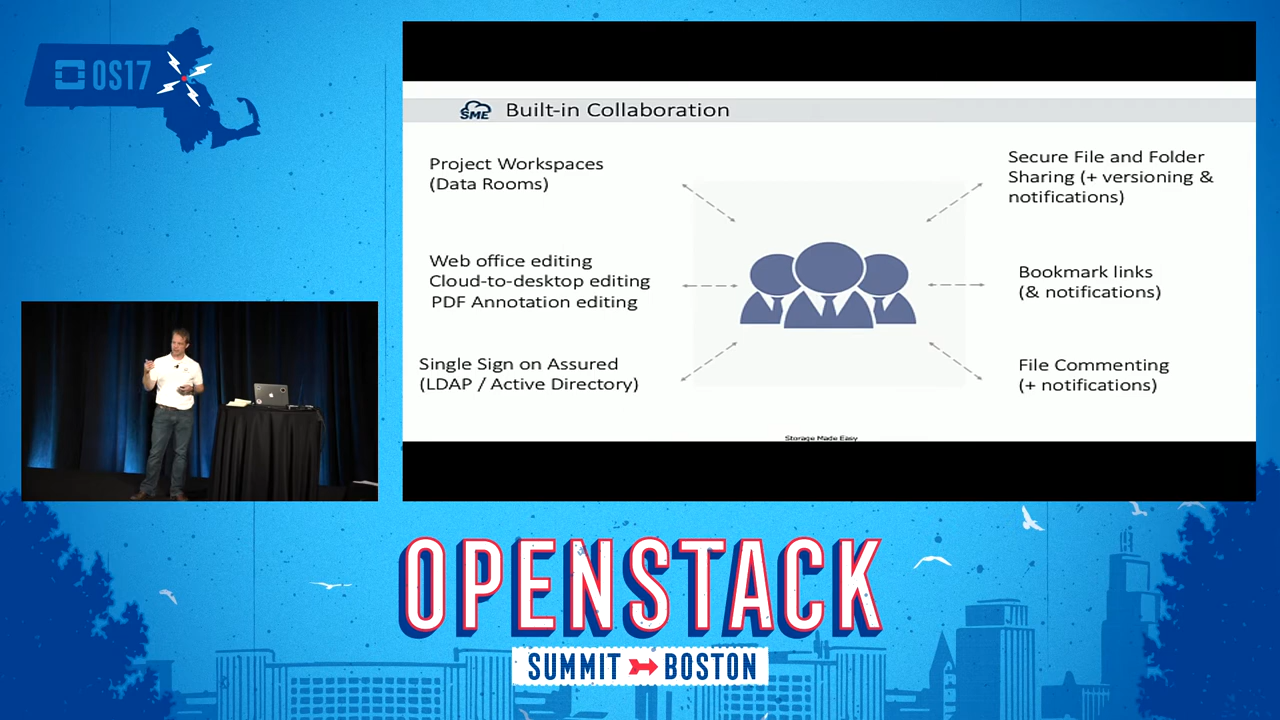 OS17
SME
Built-in Collaboration
Project Workspaces
(Data Rooms)
Secure File and Folder
Sharing (+ versioning &
notifications)
Web office editing
Cloud-to-desktop editing
PDF Annotation editing
Bookmark links
(& notifications)
Single Sign on Assured
(LDAP / Active Directory)
File Commenting
(+ notifications)
Storage Made Easy
OPENSTACK
SUMMIT BOSTON